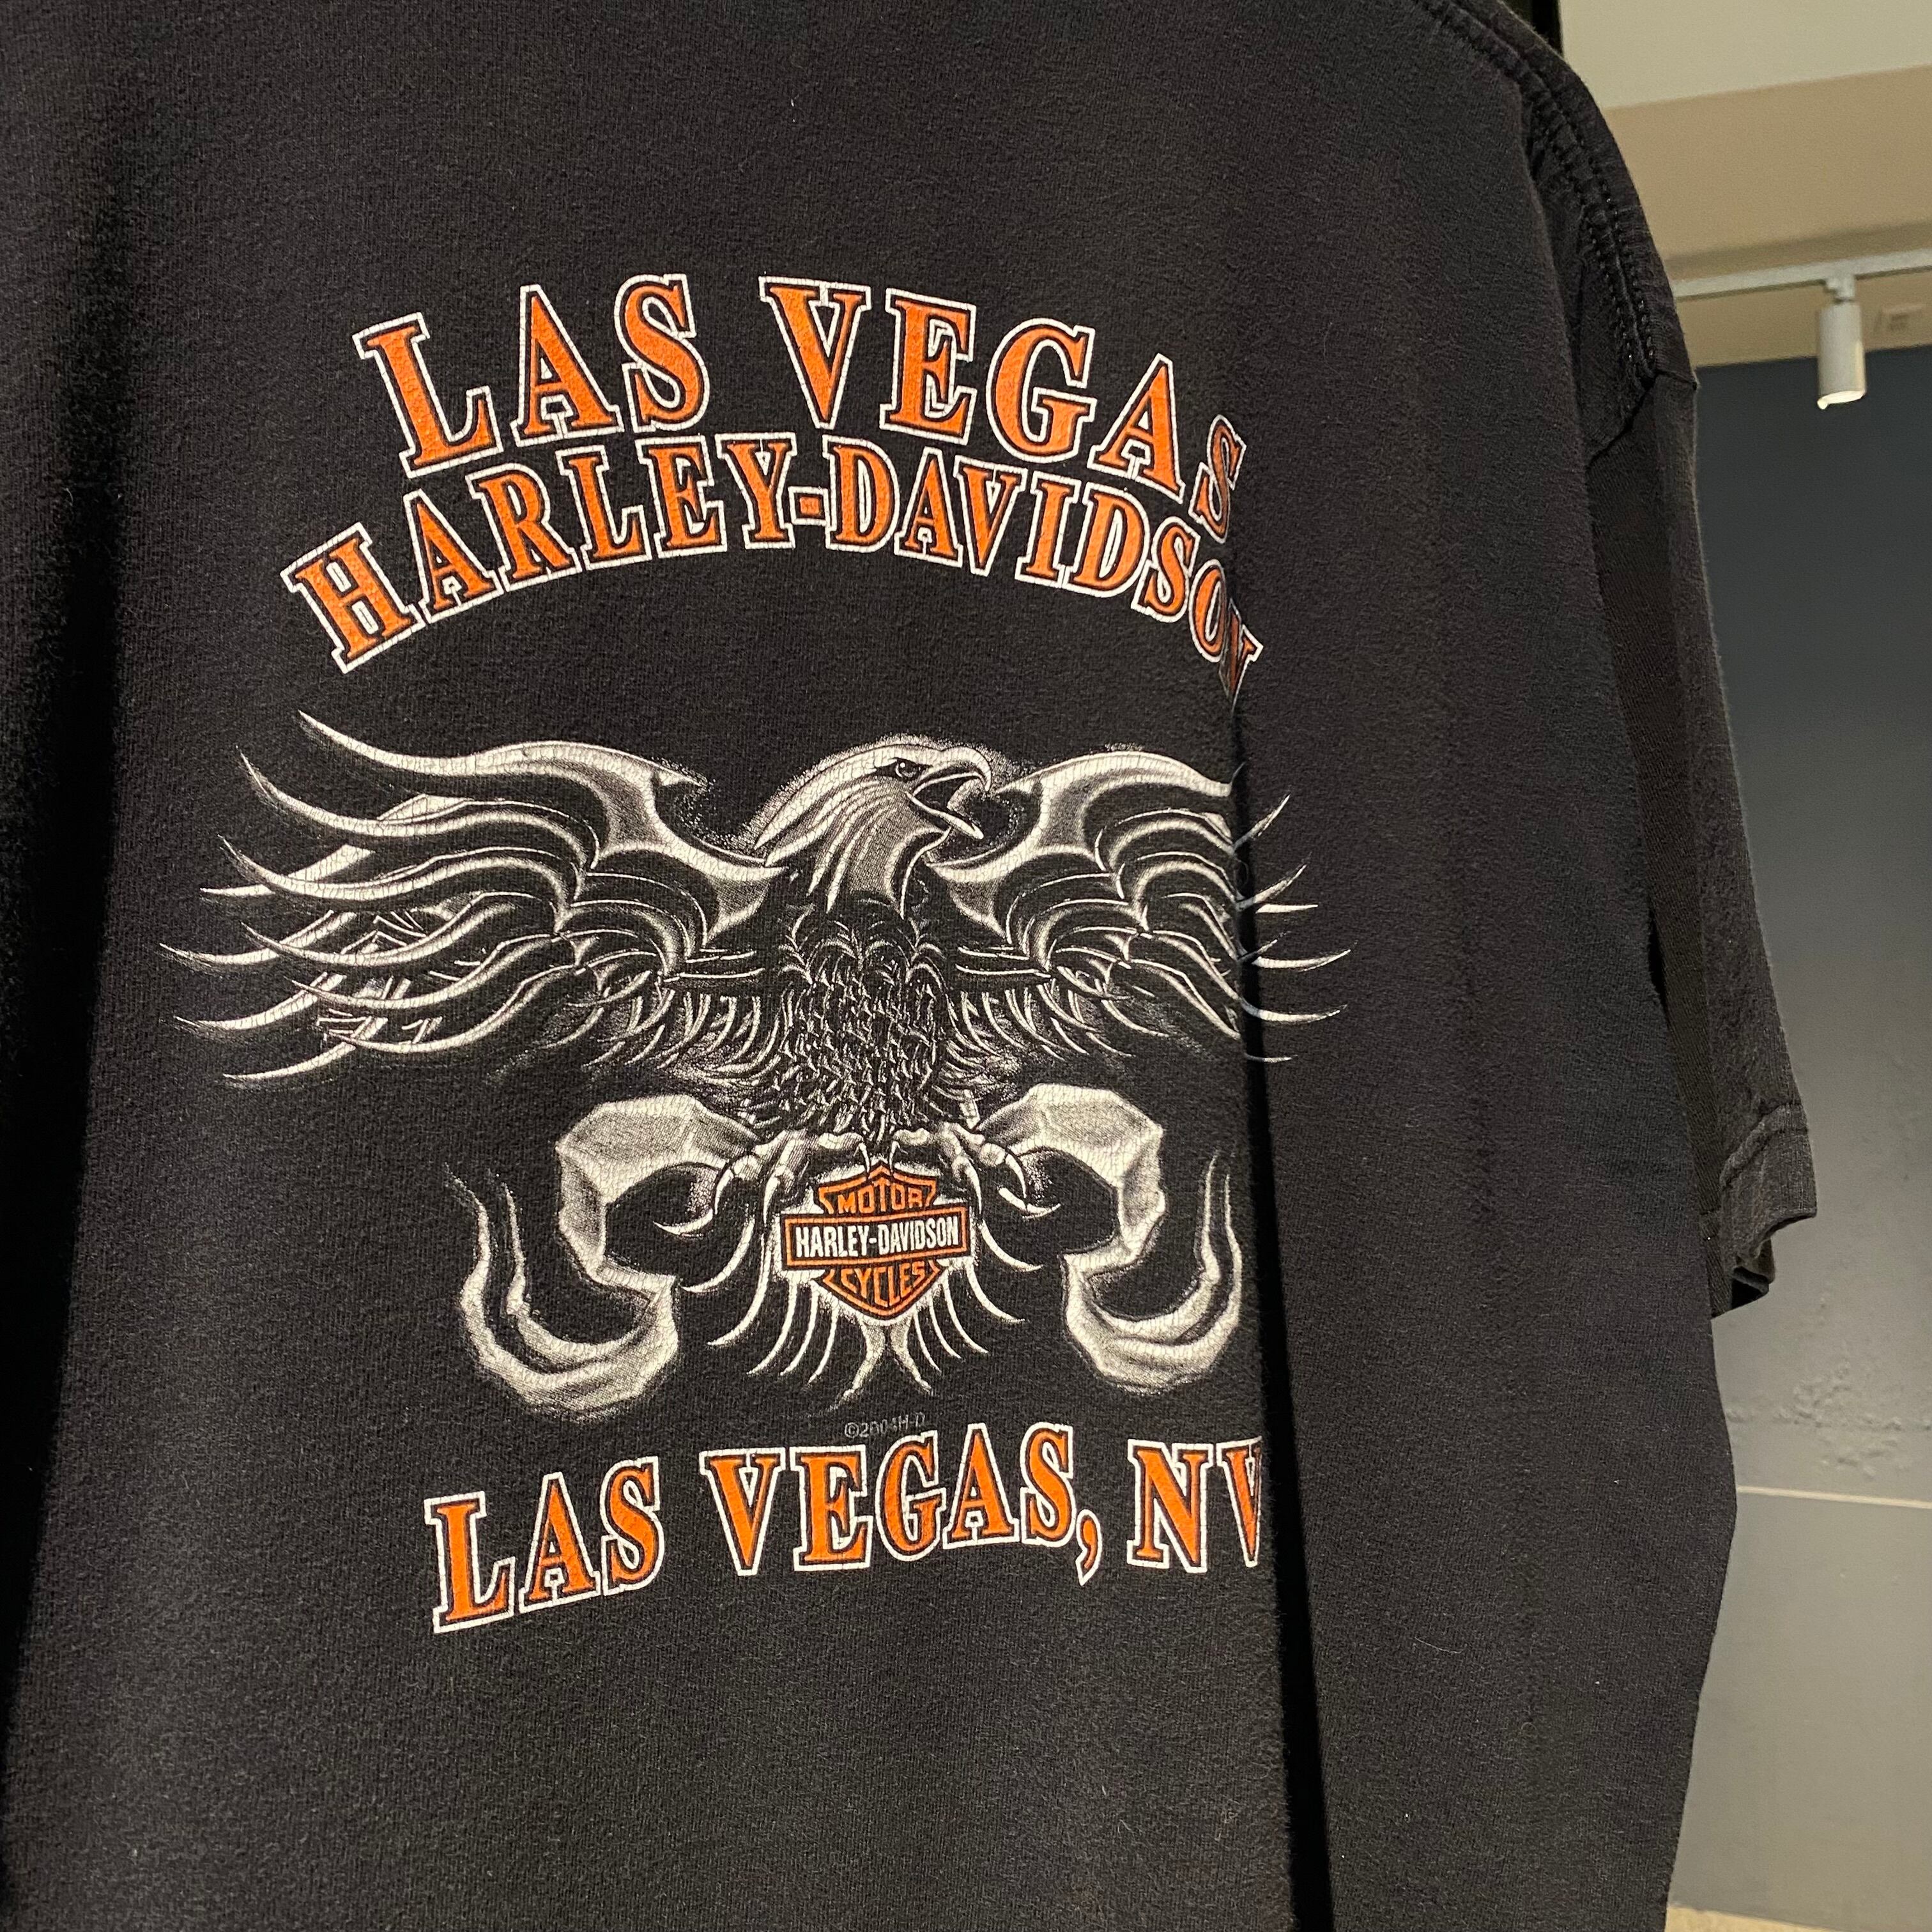 LAS VEGAS
HARLEY-DAVIDSON
MOTOR
HARLEY-DAVIDSON
CYCLES
©2004H-D
LAS VEGAS, NV